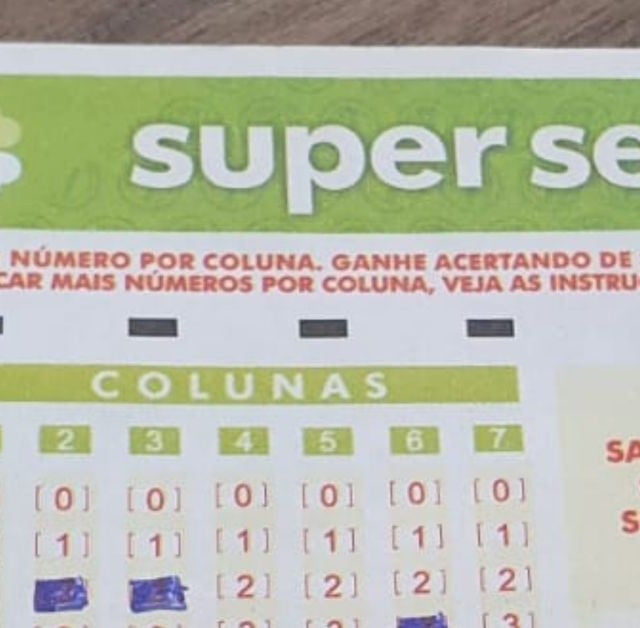 super se
NÚMERO POR COLUNA. GANHE ACERTANDO DE
CAR MAIS NÚMEROS POR COLUNA, VEJA AS INSTRU
COLUNAS
2 3 4 5 6 7
SA
[0] [0] [0] [0] [0] [0]
S
[1] [1] [1] [1] [1] [1]
[2] [2] [2] [2]
[3]